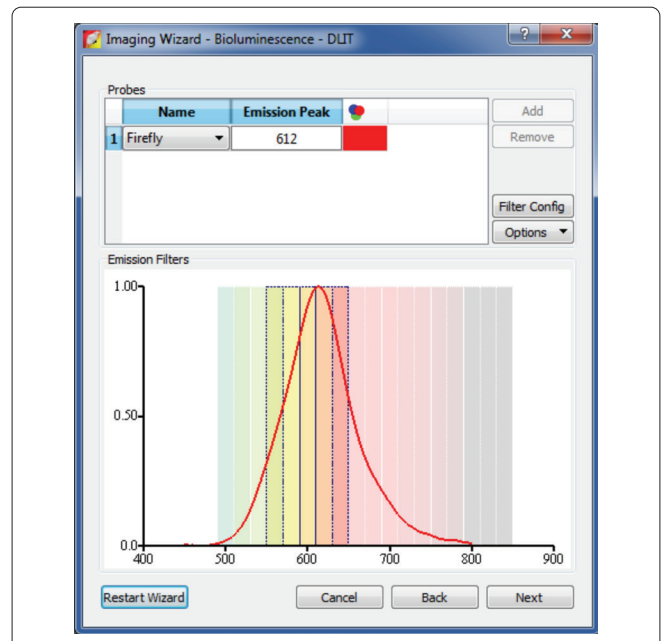 Imaging Wizard - Bioluminescence - DLIT
?
X
Probes
Name Emission Peak
Add
1 Firefly 612
Remove
Filter Config
Options
Emission Filters
1.00
0.50
0.0
400 500 600 700 800 900
Restart Wizard Cancel Back Next